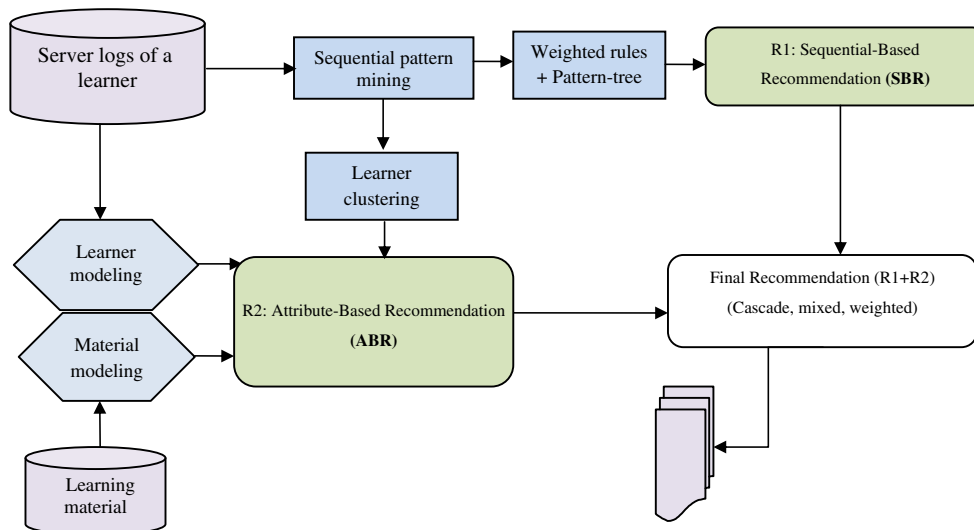 Server logs of a
learner
Sequential pattern
mining
Weighted rules
+ Pattern-tree
R1: Sequential-Based
Recommendation (SBR)
Learner
clustering
Learner
modeling
R2: Attribute-Based Recommendation
(ABR)
Final Recommendation (R1+R2)
(Cascade, mixed, weighted)
Material
modeling
Learning
material